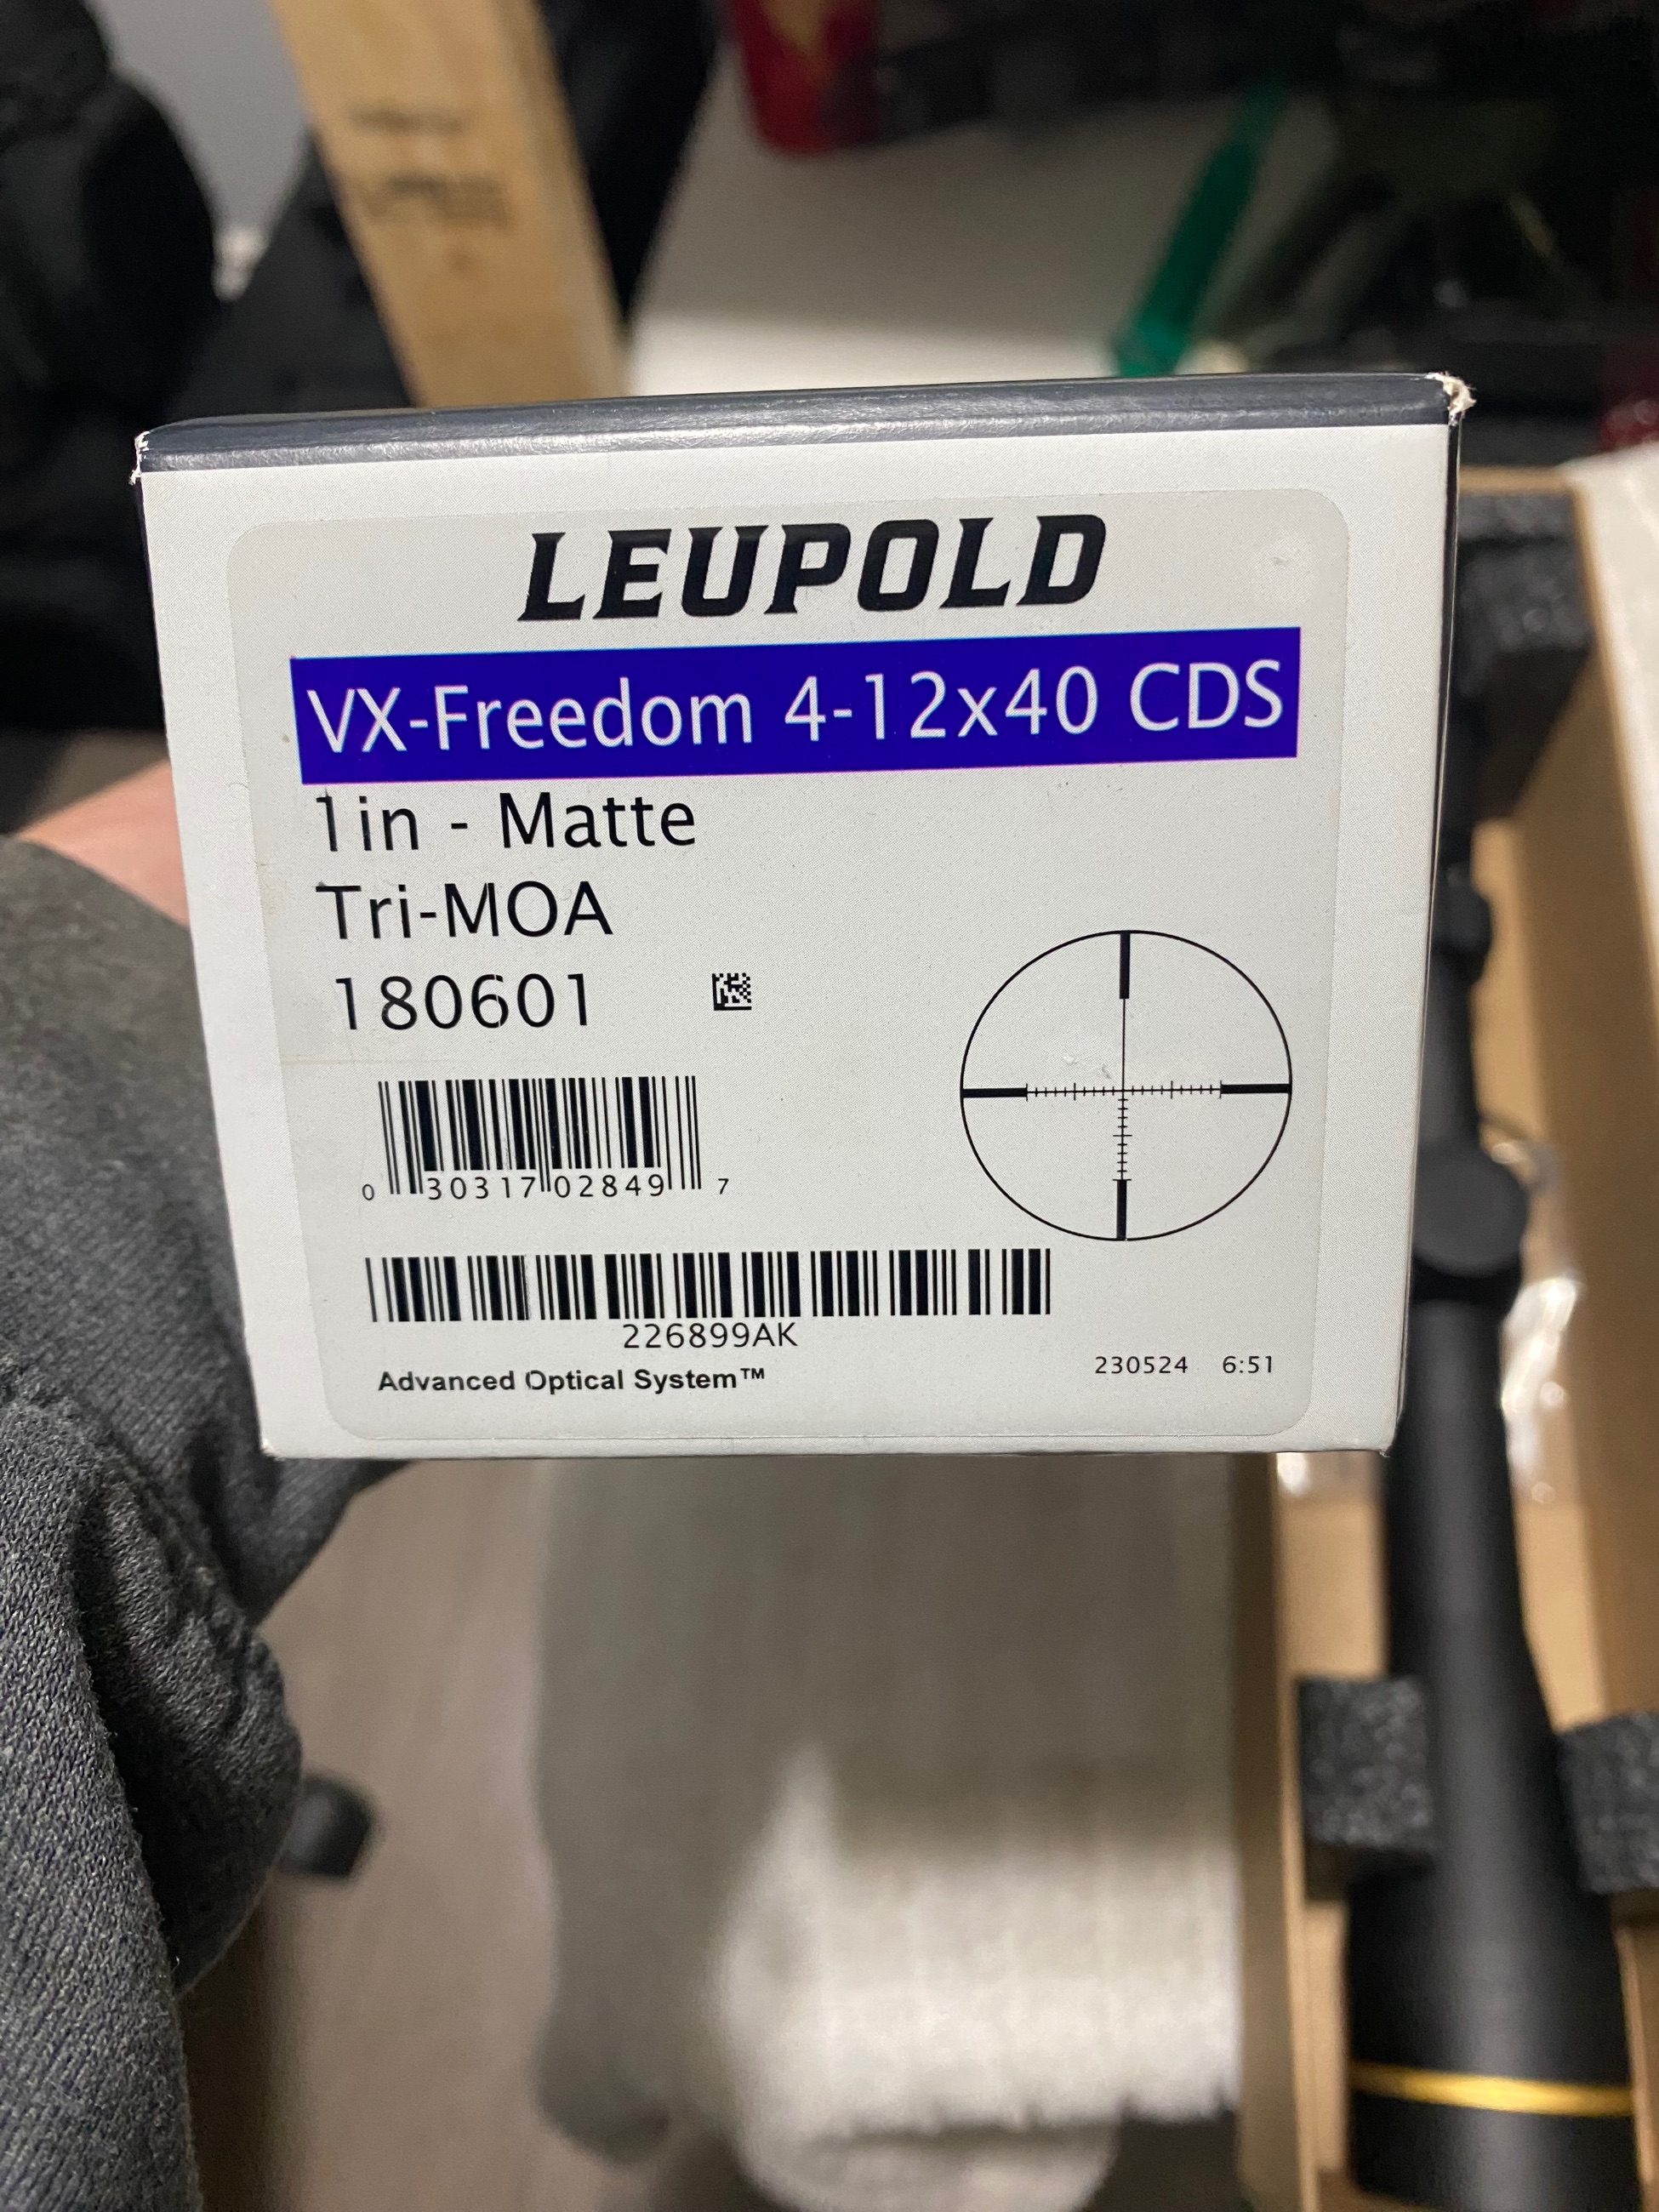 LEUPOLD
VX-Freedom 4-12x40 CDS
1in - Matte
Tri-MOA
180601
0 30317 02849 7
226899AK
Advanced Optical System™
230524 6:51